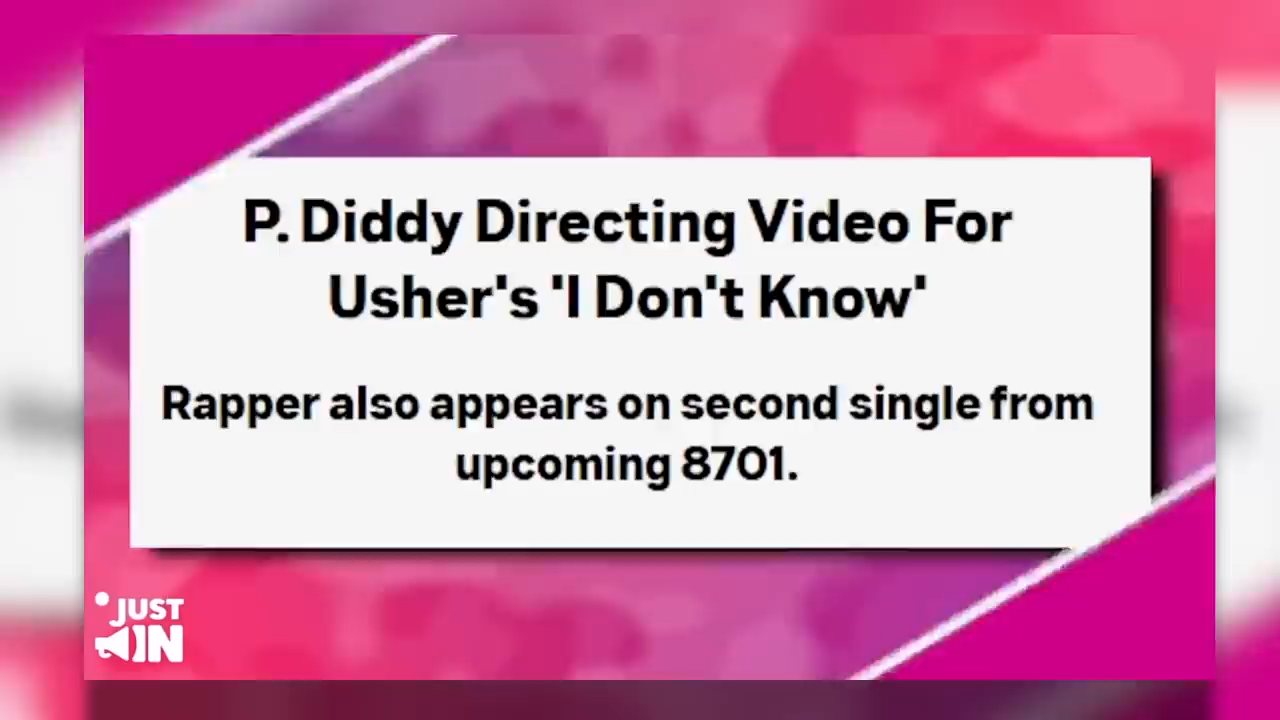 P. Diddy Directing Video For
Usher's 'I Don't Know'
Rapper also appears on second single from
upcoming 8701.
JUST
IN